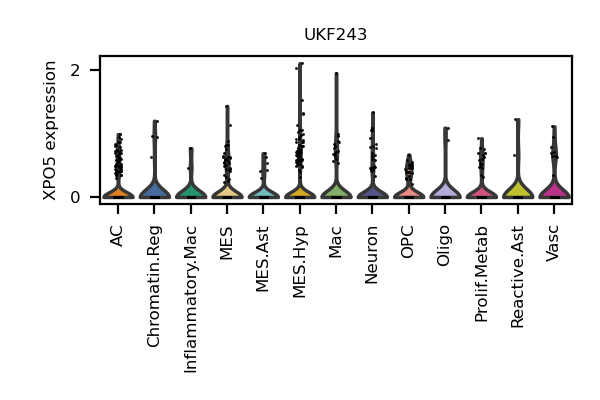 UKF243
XPO5 expression
2
0
AC
Chromatin.Reg
Inflammatory.Mac
MES
MES.Ast
MES.Hyp
Mac
Neuron
OPC
Oligo
Prolif.Metab
Reactive.Ast
Vasc